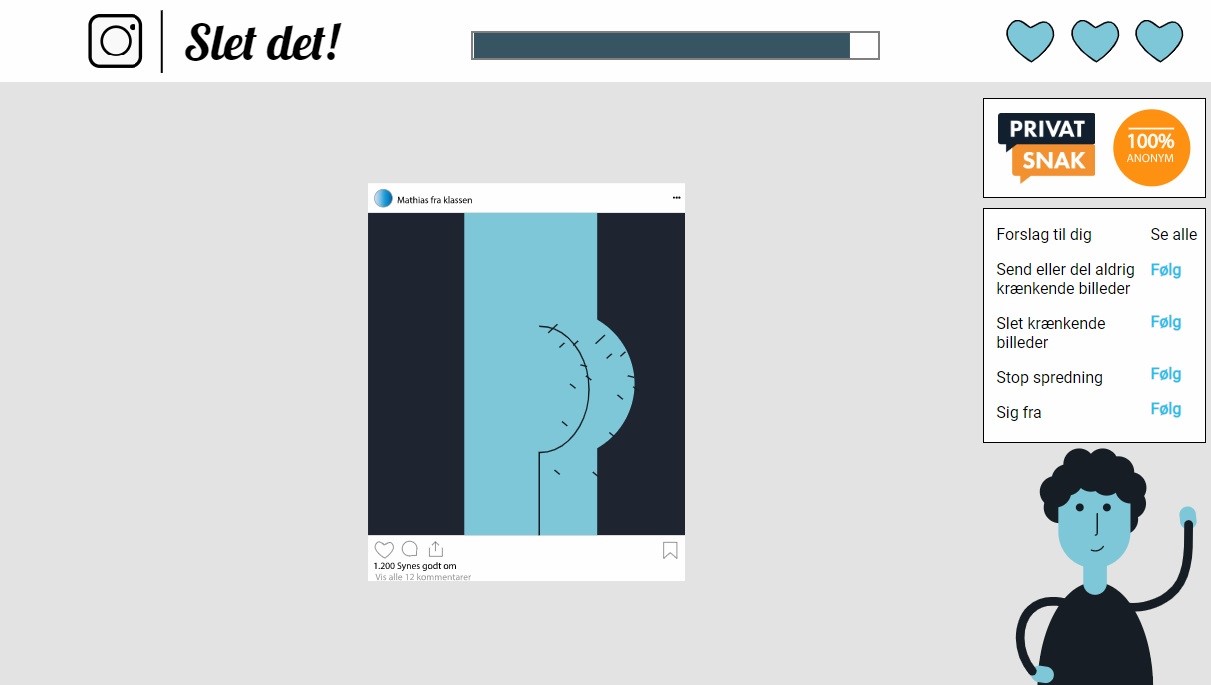 Slet det!
PRIVAT
SNAK
100%
ANONYM
Mathias fra klassen
1.200 Synes godt om
Vis alle 12 kommentarer
Forslag til dig Se alle
Send eller del aldrig Følg
krænkende billeder
Slet krænkende Følg
billeder
Stop spredning Følg
Sig fra Følg